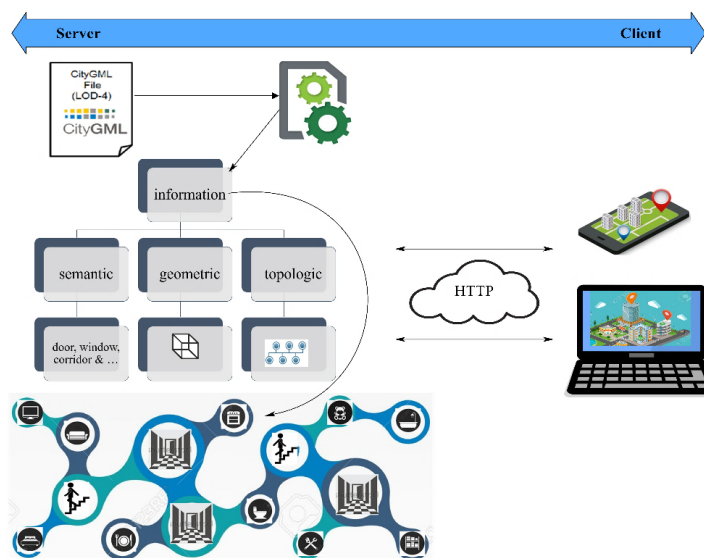 Server
Client
CityGML
File
(LOD-4)
CityGML
information
semantic
geometric
topologic
door, window,
corridor & …
HTTP